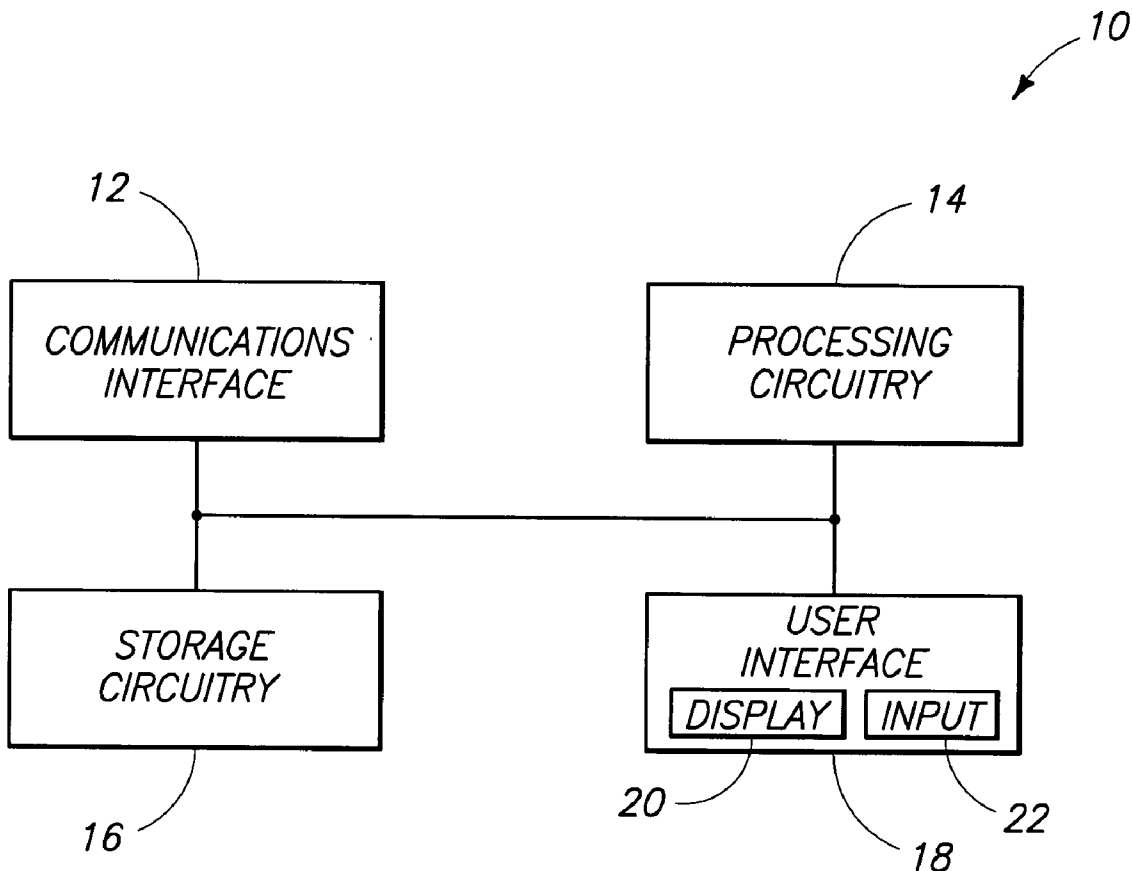 10
12
14
COMMUNICATIONS
INTERFACE
PROCESSING
CIRCUITRY
STORAGE
CIRCUITRY
USER
INTERFACE
DISPLAY
INPUT
16
20
18
22